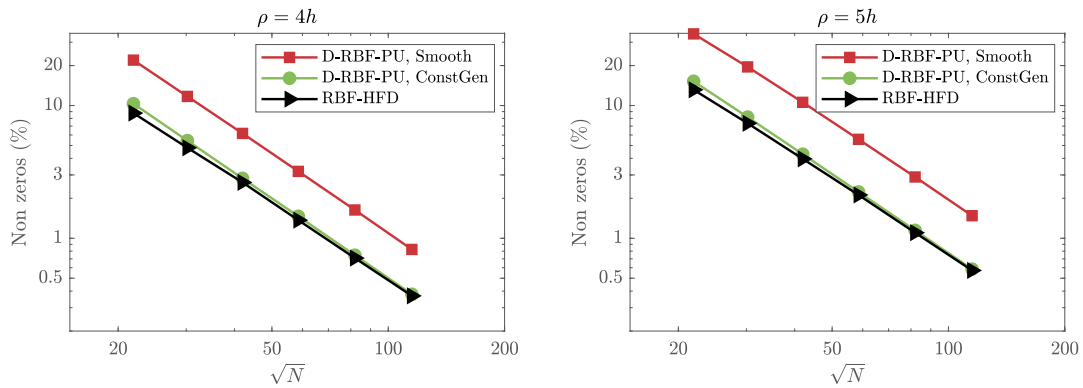 ρ = 4h
Non zeros (%)
20
10
3
1
0.5
D-RBF-PU, Smooth
D-RBF-PU, ConstGen
RBF-HFD
20
50
100
200
√N
ρ = 5h
Non zeros (%)
20
10
3
1
0.5
D-RBF-PU, Smooth
D-RBF-PU, ConstGen
RBF-HFD
20
50
100
200
√N